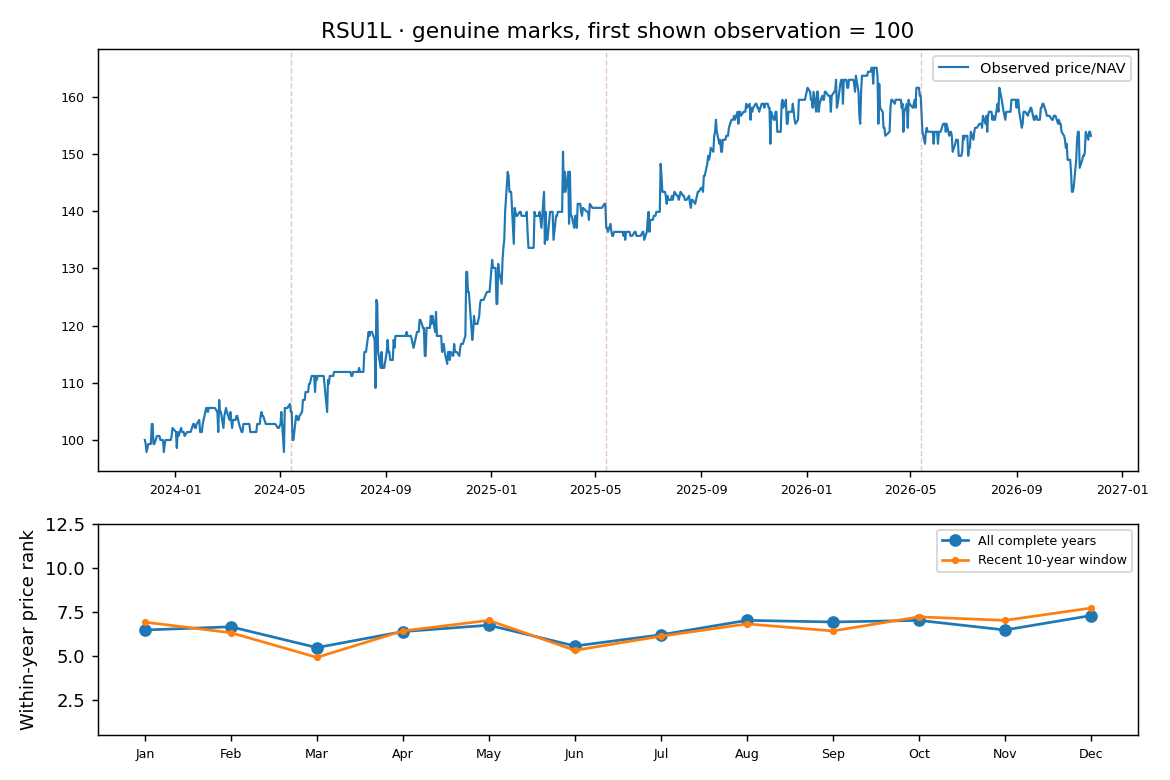 RSU1L · genuine marks, first shown observation = 100
Observed price/NAV
160
150
140
130
120
110
100
2024-01
2024-05
2024-09
2025-01
2025-05
2025-09
2026-01
2026-05
2026-09
2027-01
Within-year price rank
12.5
10.0
7.5
5.0
2.5
All complete years
Recent 10-year window
Jan
Feb
Mar
Apr
May
Jun
Jul
Aug
Sep
Oct
Nov
Dec